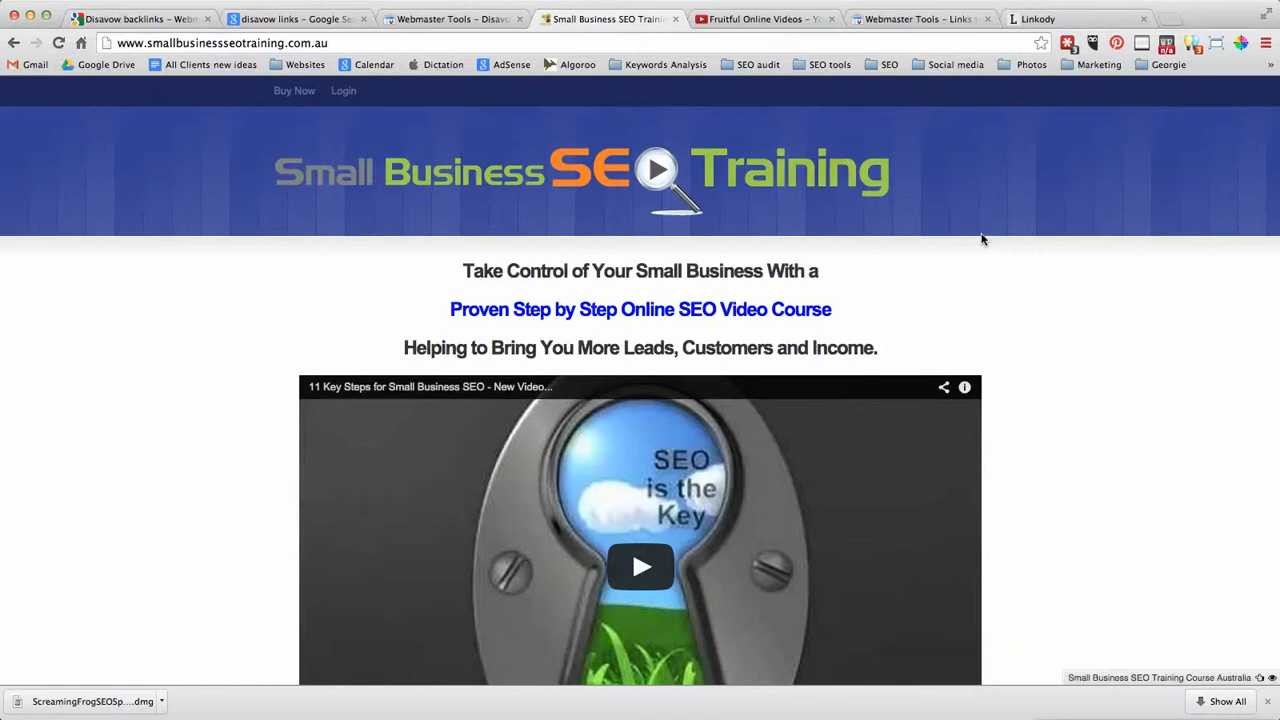 Disavow backlinks - Webm
disavow links - Google Sea
Webmaster Tools - Disavo
Small Business SEO Trainin
Fruitful Online Videos - Yo
Webmaster Tools - Links t
Linkody
www.smallbusinessseotraining.com.au
Gmail
Google Drive
All Clients new ideas
Websites
Calendar
Dictation
AdSense
Algoroo
Keywords Analysis
SEO audit
SEO tools
SEO
Social media
Photos
Marketing
Georgie
»
Buy Now
Login
Small Business SEO Training
Take Control of Your Small Business With a
Proven Step by Step Online SEO Video Course
Helping to Bring You More Leads, Customers and Income.
11 Key Steps for Small Business SEO - New Video...
SEO
is the
Key
Small Business SEO Training Course Australia
ScreamingFrogSEOSp....dmg
Show All